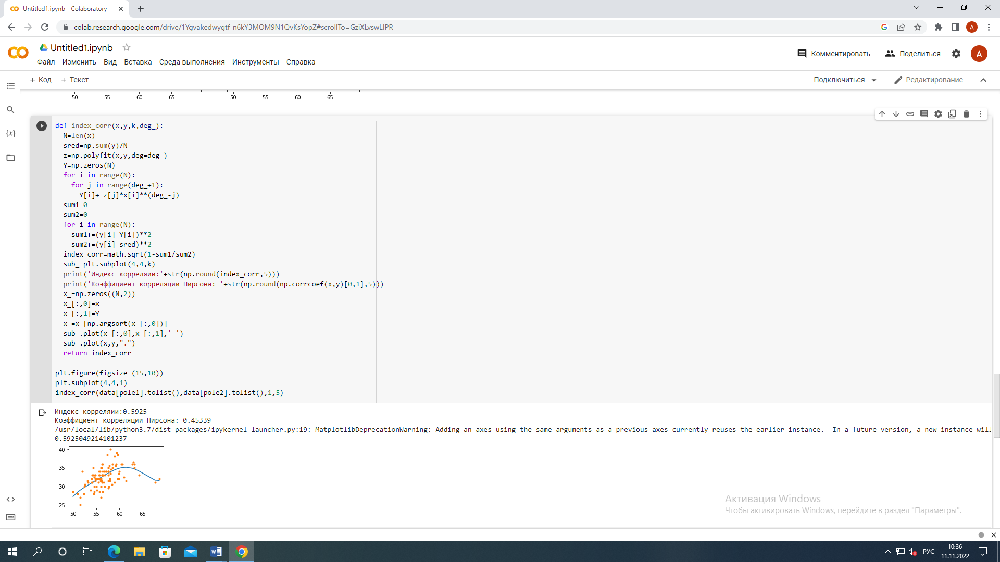 Untitled1.ipynb - Colaboratory
colab.research.google.com/drive/1Ygvakedwygtf-n6kY3MOM9N1QvKsYopZ#scrollTo=GziXLvswLIPR
A
Untitled1.ipynb
Комментировать Поделиться A
Файл Изменить Вид Вставка Среда выполнения Инструменты Справка
+ Код + Текст Подключиться Редактирование
50 55 60 65 50 55 60 65
{x}
def index_corr(x,y,k,deg_):
  N=len(x)
  sred=np.sum(y)/N
  z=np.polyfit(x,y,deg=deg_)
  Y=np.zeros(N)
  for i in range(N):
    for j in range(deg_+1):
      Y[i]+=z[j]*x[i]**(deg_-j)
  sum1=0
  sum2=0
  for i in range(N):
    sum1+=(y[i]-Y[i])**2
    sum2+=(y[i]-sred)**2
  index_corr=math.sqrt(1-sum1/sum2)
  sub_=plt.subplot(4,4,k)
  print('Индекс корреляии:'+str(np.round(index_corr,5)))
  print('Коэффициент корреляции Пирсона: '+str(np.round(np.corrcoef(x,y)[0,1],5)))
  x_=np.zeros((N,2))
  x_[:,0]=x
  x_[:,1]=Y
  x_=x_[np.argsort(x_[:,0])]
  sub_.plot(x_[:,0],x_[:,1],'-')
  sub_.plot(x,y,".")
  return index_corr
plt.figure(figsize=(15,10))
plt.subplot(4,4,1)
index_corr(data[pole1].tolist(),data[pole2].tolist(),1,5)
Индекс корреляии:0.5925
Коэффициент корреляции Пирсона: 0.45339
/usr/local/lib/python3.7/dist-packages/ipykernel_launcher.py:19: MatplotlibDeprecationWarning: Adding an axes using the same arguments as a previous axes currently reuses the earlier instance.  In a future version, a new instance will
0.5925049214101237
40
35
30
25
50 55 60 65
Активация Windows
Чтобы активировать Windows, перейдите в раздел "Параметры".
РУС
10:36
11.11.2022